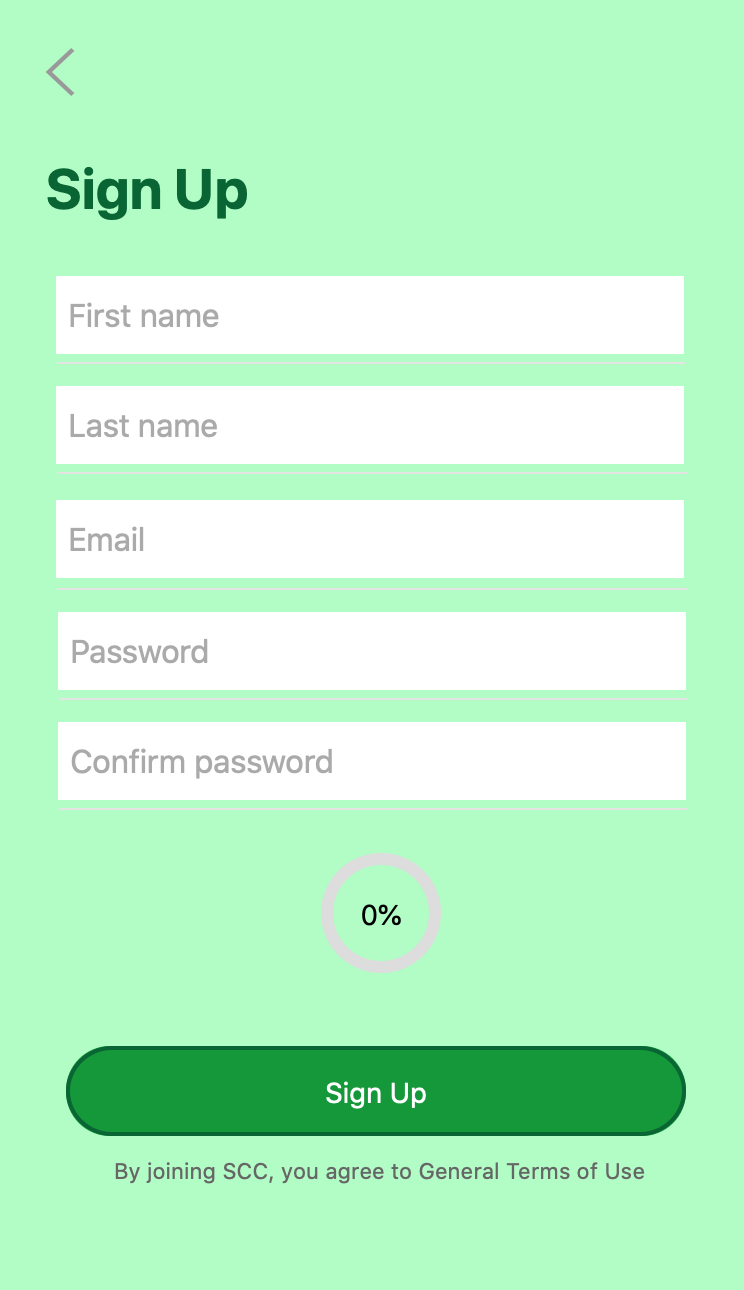 Sign Up
First name
Last name
Email
Password
Confirm password
0%
Sign Up
By joining SCC, you agree to General Terms of Use